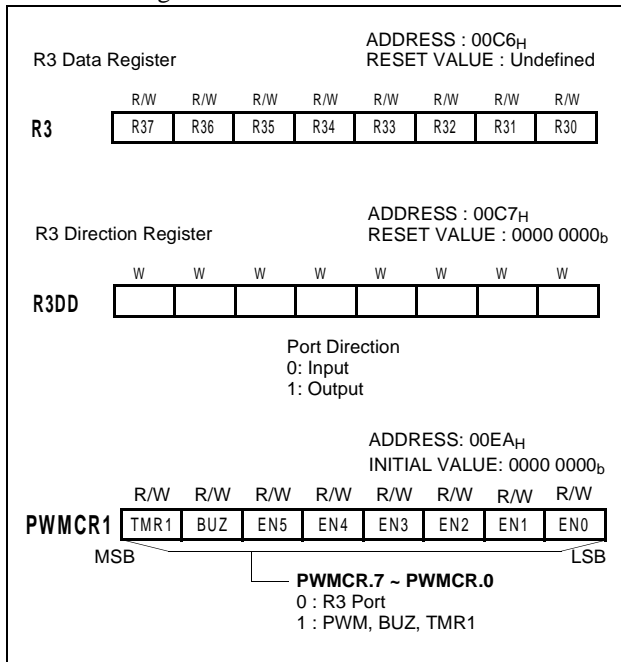 R3 Data Register
ADDRESS : 00C6H
RESET VALUE : Undefined
R/W R/W R/W R/W R/W R/W R/W R/W
R3 R37 R36 R35 R34 R33 R32 R31 R30
R3 Direction Register
ADDRESS : 00C7H
RESET VALUE : 0000 0000b
W W W W W W W W
R3DD
Port Direction
0: Input
1: Output
ADDRESS: 00EAH
INITIAL VALUE: 0000 0000b
R/W R/W R/W R/W R/W R/W R/W R/W
PWMCR1 TMR1 BUZ EN5 EN4 EN3 EN2 EN1 EN0
MSB LSB
PWMCR.7 ~ PWMCR.0
0 : R3 Port
1 : PWM, BUZ, TMR1